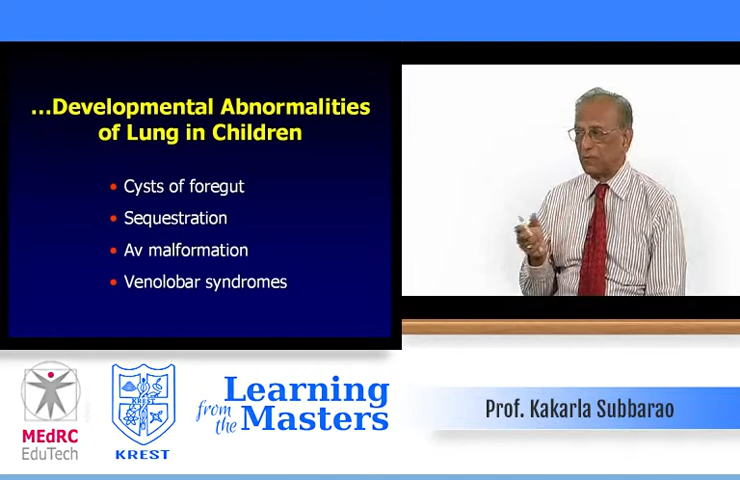 ...Developmental Abnormalities
of Lung in Children
• Cysts of foregut
• Sequestration
• Av malformation
• Venolobar syndromes
MEdRC
EduTech
KREST
KREST
Learning
from the Masters
Prof. Kakarla Subbarao